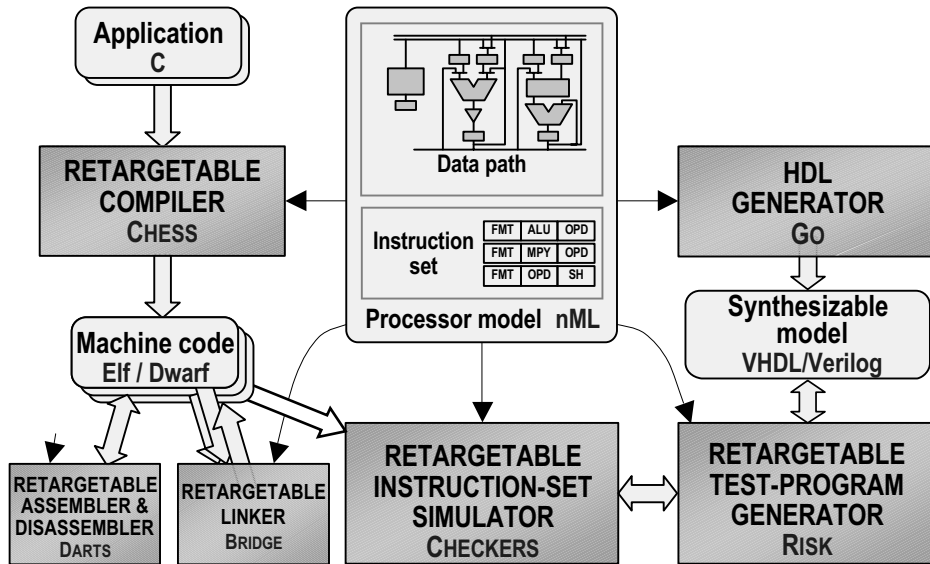 Application
C
Data path
RETARGETABLE
COMPILER
CHESS
HDL
GENERATOR
GO
Instruction
set
FMT ALU OPD
FMT MPY OPD
FMT OPD SH
Processor model nML
Synthesizable
model
VHDL/Verilog
Machine code
Elf / Dwarf
RETARGETABLE
ASSEMBLER &
DISASSEMBLER
DARTS
RETARGETABLE
LINKER
BRIDGE
RETARGETABLE
INSTRUCTION-SET
SIMULATOR
CHECKERS
RETARGETABLE
TEST-PROGRAM
GENERATOR
RISK